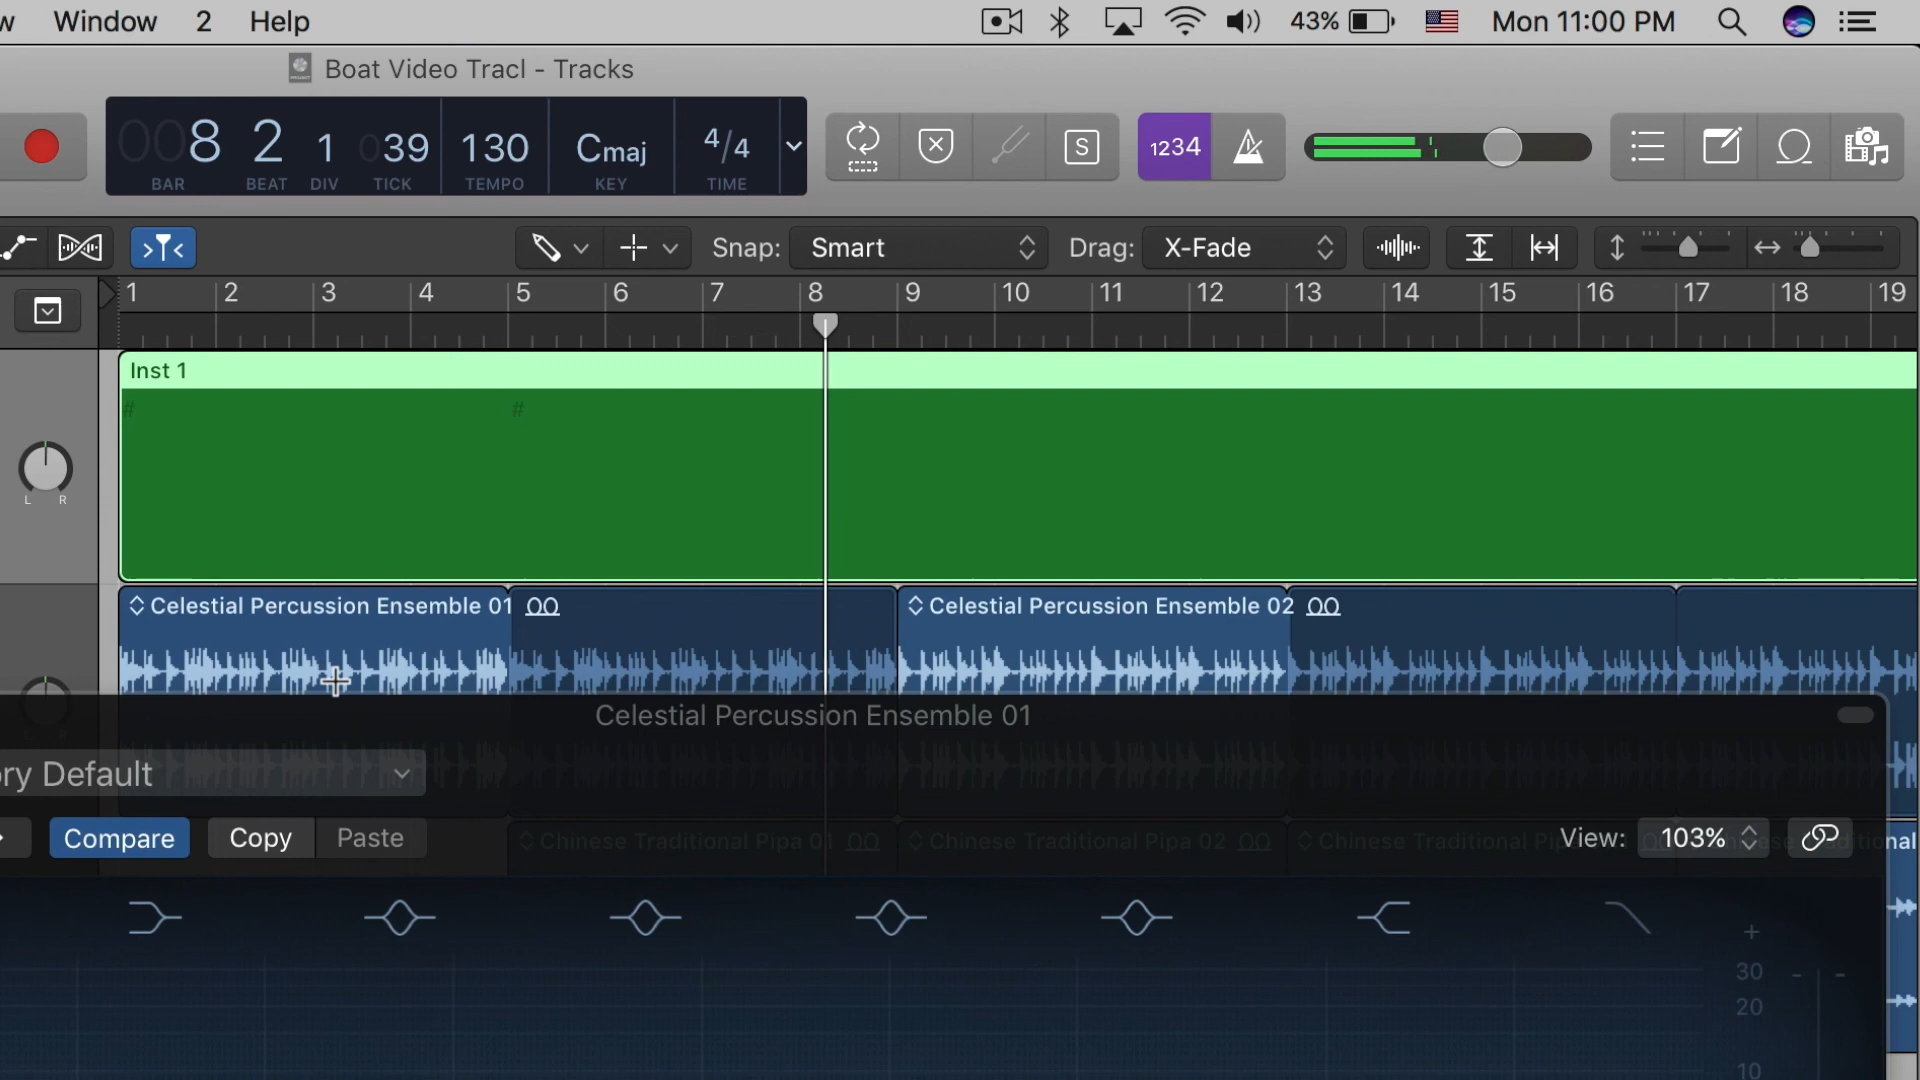 w Window 2 Help 43% Mon 11:00 PM
Boat Video Tracl - Tracks
008 2 1 039 130 Cmaj 4/4 S 1234
BAR BEAT DIV TICK TEMPO KEY TIME
Snap: Smart Drag: X-Fade
1 2 3 4 5 6 7 8 9 10 11 12 13 14 15 16 17 18 19
Inst 1
# #
L R
Celestial Percussion Ensemble 01 Celestial Percussion Ensemble 02
Celestial Percussion Ensemble 01
ory Default
Compare Copy Paste Chinese Traditional Pipa 01 Chinese Traditional Pipa 02 Chinese Traditional View: 103% nal
+
30
20
10